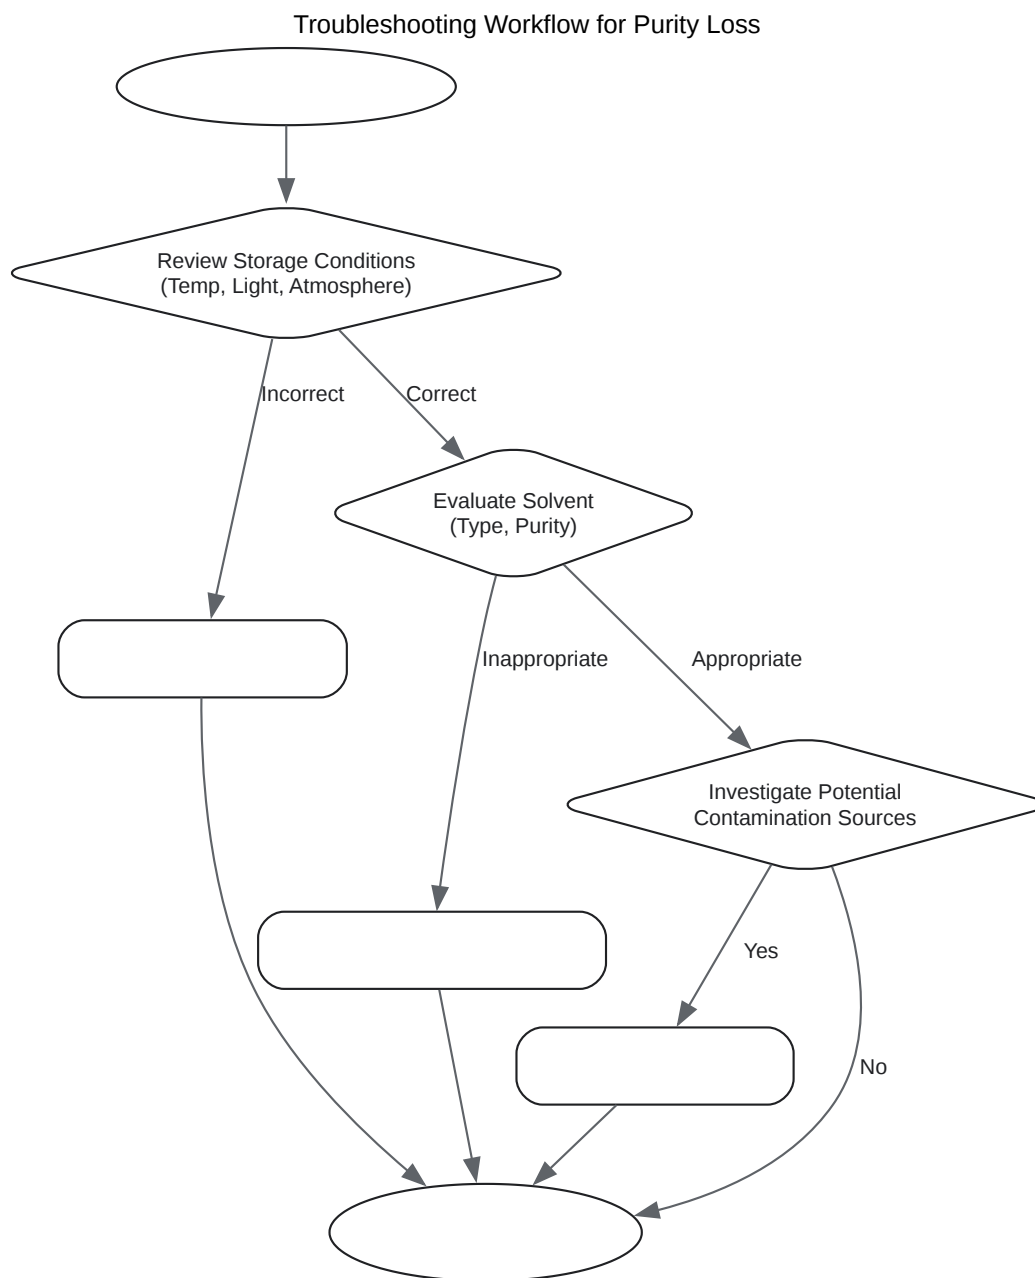 Troubleshooting Workflow for Purity Loss
Review Storage Conditions
(Temp, Light, Atmosphere)
Incorrect
Correct
Evaluate Solvent
(Type, Purity)
Inappropriate
Appropriate
Investigate Potential
Contamination Sources
Yes
No